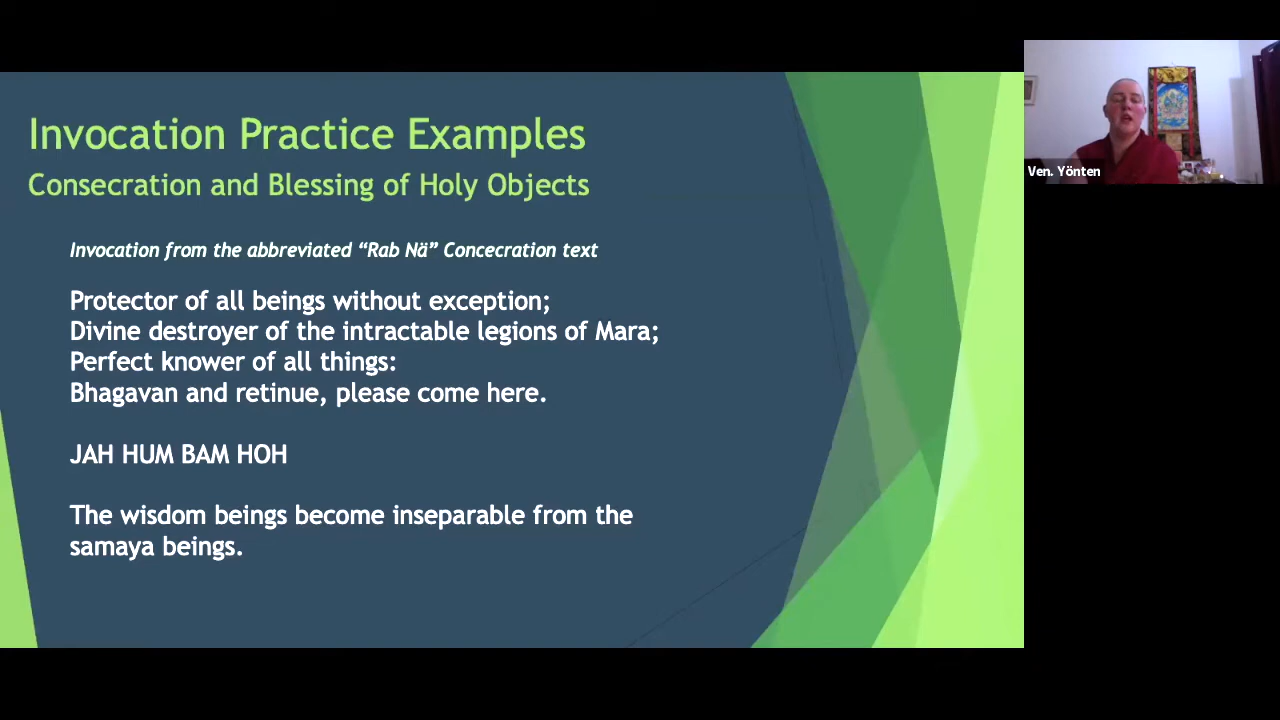 Invocation Practice Examples
Consecration and Blessing of Holy Objects
Invocation from the abbreviated “Rab Nä” Concecration text
Protector of all beings without exception;
Divine destroyer of the intractable legions of Mara;
Perfect knower of all things:
Bhagavan and retinue, please come here.
JAH HUM BAM HOH
The wisdom beings become inseparable from the
samaya beings.
Ven. Yönten